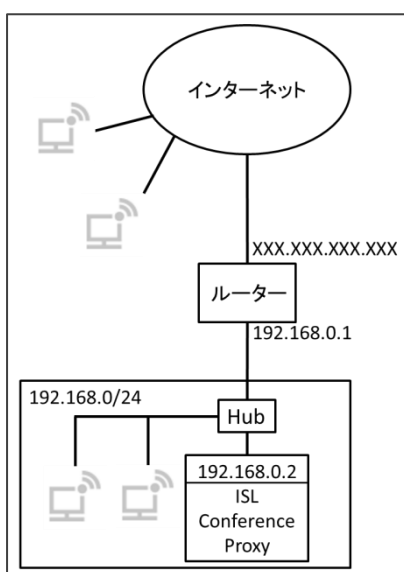 インターネット
XXX.XXX.XXX.XXX
ルーター
192.168.0.1
192.168.0/24
Hub
192.168.0.2
ISL
Conference
Proxy